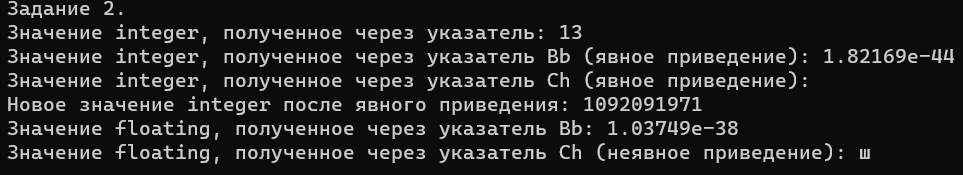 Задание 2.
Значение integer, полученное через указатель: 13
Значение integer, полученное через указатель Bb (явное приведение): 1.82169e-44
Значение integer, полученное через указатель Ch (явное приведение):
Новое значение integer после явного приведения: 1092091971
Значение floating, полученное через указатель Bb: 1.03749e-38
Значение floating, полученное через указатель Ch (неявное приведение): ш